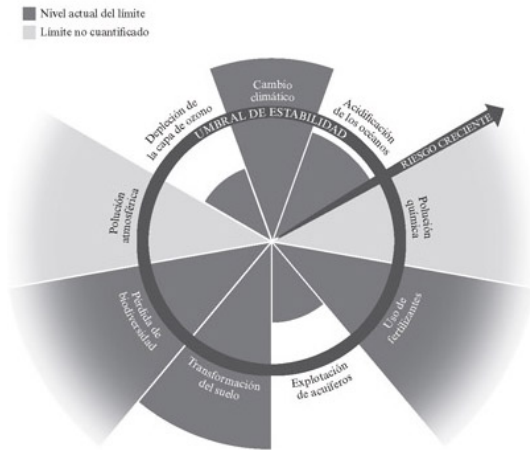 Nivel actual del límite
Límite no cuantificado
Cambio
climático
UMBRAL DE ESTABILIDAD
Acidificación
de los océanos
RIESGO CRECIENTE
Polución
química
Uso de
fertilizantes
Explotación
de acuíferos
Transformación
del suelo
Pérdida de
biodiversidad
Polución
atmosférica
Depleción de
la capa de ozono